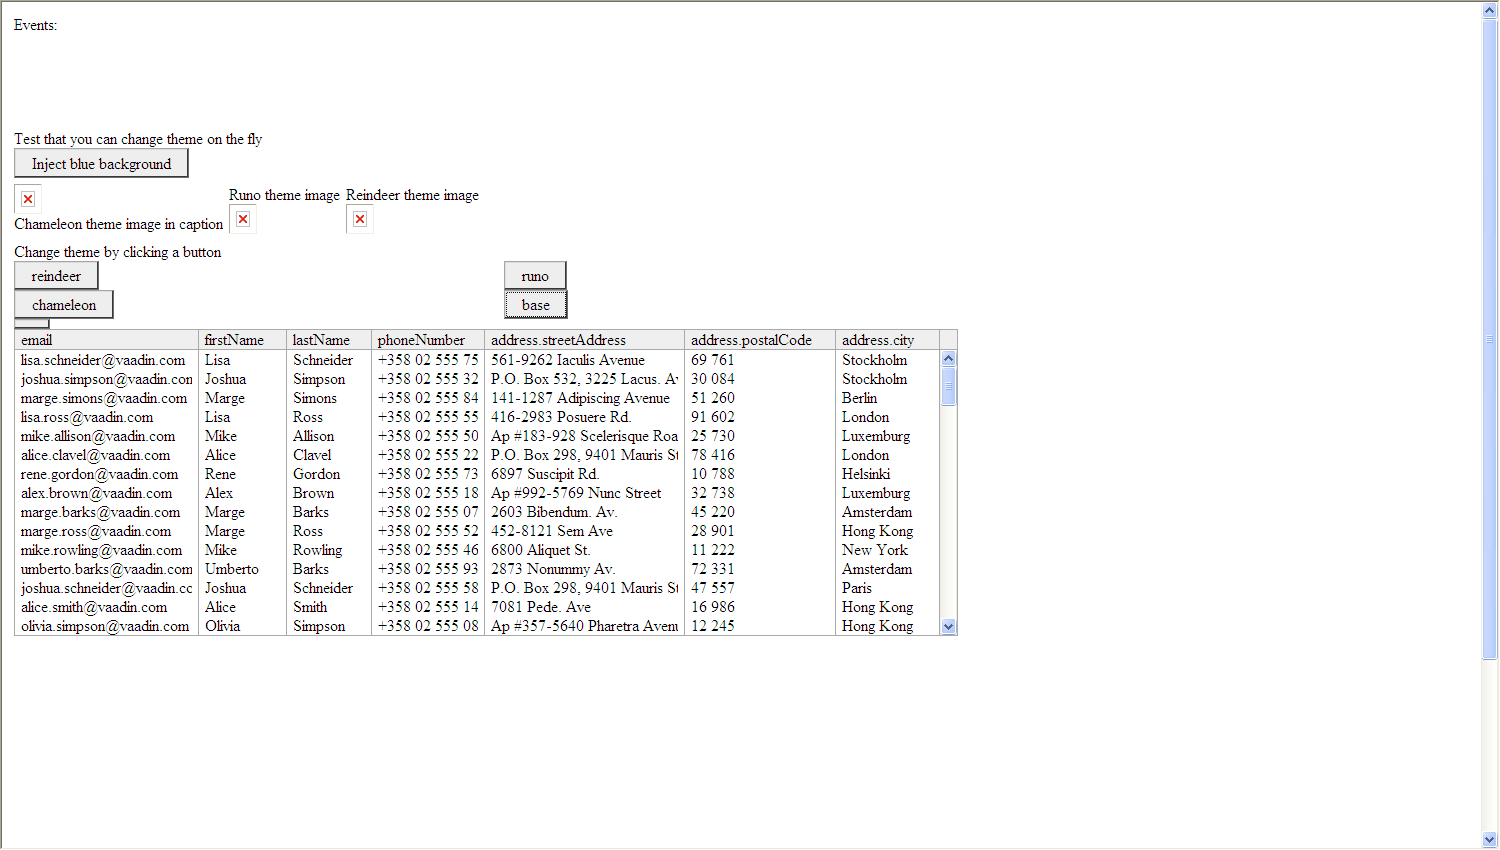 Events:
Test that you can change theme on the fly
Inject blue background
Runo theme image Reindeer theme image
Chameleon theme image in caption
Change theme by clicking a button
reindeer runo
chameleon base
email firstName lastName phoneNumber address.streetAddress address.postalCode address.city
lisa.schneider@vaadin.com Lisa Schneider +358 02 555 75 561-9262 Iaculis Avenue 69 761 Stockholm
joshua.simpson@vaadin.con Joshua Simpson +358 02 555 32 P.O. Box 532, 3225 Lacus. Av 30 084 Stockholm
marge.simons@vaadin.com Marge Simons +358 02 555 84 141-1287 Adipiscing Avenue 51 260 Berlin
lisa.ross@vaadin.com Lisa Ross +358 02 555 55 416-2983 Posuere Rd. 91 602 London
mike.allison@vaadin.com Mike Allison +358 02 555 50 Ap #183-928 Scelerisque Roa 25 730 Luxemburg
alice.clavel@vaadin.com Alice Clavel +358 02 555 22 P.O. Box 298, 9401 Mauris St 78 416 London
rene.gordon@vaadin.com Rene Gordon +358 02 555 73 6897 Suscipit Rd. 10 788 Helsinki
alex.brown@vaadin.com Alex Brown +358 02 555 18 Ap #992-5769 Nunc Street 32 738 Luxemburg
marge.barks@vaadin.com Marge Barks +358 02 555 07 2603 Bibendum. Av. 45 220 Amsterdam
marge.ross@vaadin.com Marge Ross +358 02 555 52 452-8121 Sem Ave 28 901 Hong Kong
mike.rowling@vaadin.com Mike Rowling +358 02 555 46 6800 Aliquet St. 11 222 New York
umberto.barks@vaadin.com Umberto Barks +358 02 555 93 2873 Nonummy Av. 72 331 Amsterdam
joshua.schneider@vaadin.cc Joshua Schneider +358 02 555 58 P.O. Box 298, 9401 Mauris St 47 557 Paris
alice.smith@vaadin.com Alice Smith +358 02 555 14 7081 Pede. Ave 16 986 Hong Kong
olivia.simpson@vaadin.com Olivia Simpson +358 02 555 08 Ap #357-5640 Pharetra Avenu 12 245 Hong Kong